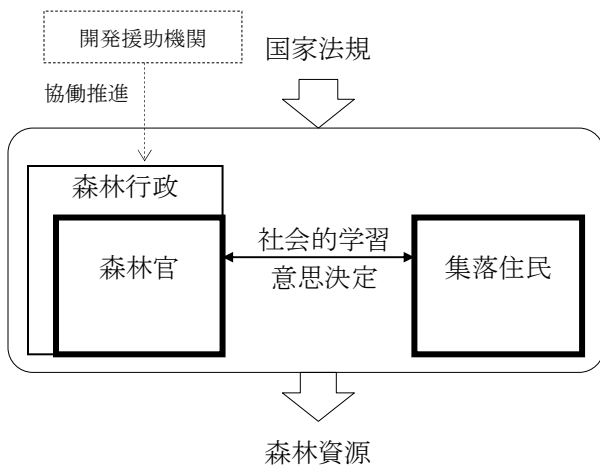 開発援助機関
国家法規
協働推進
森林行政
森林官
社会的学習
意思決定
集落住民
森林資源